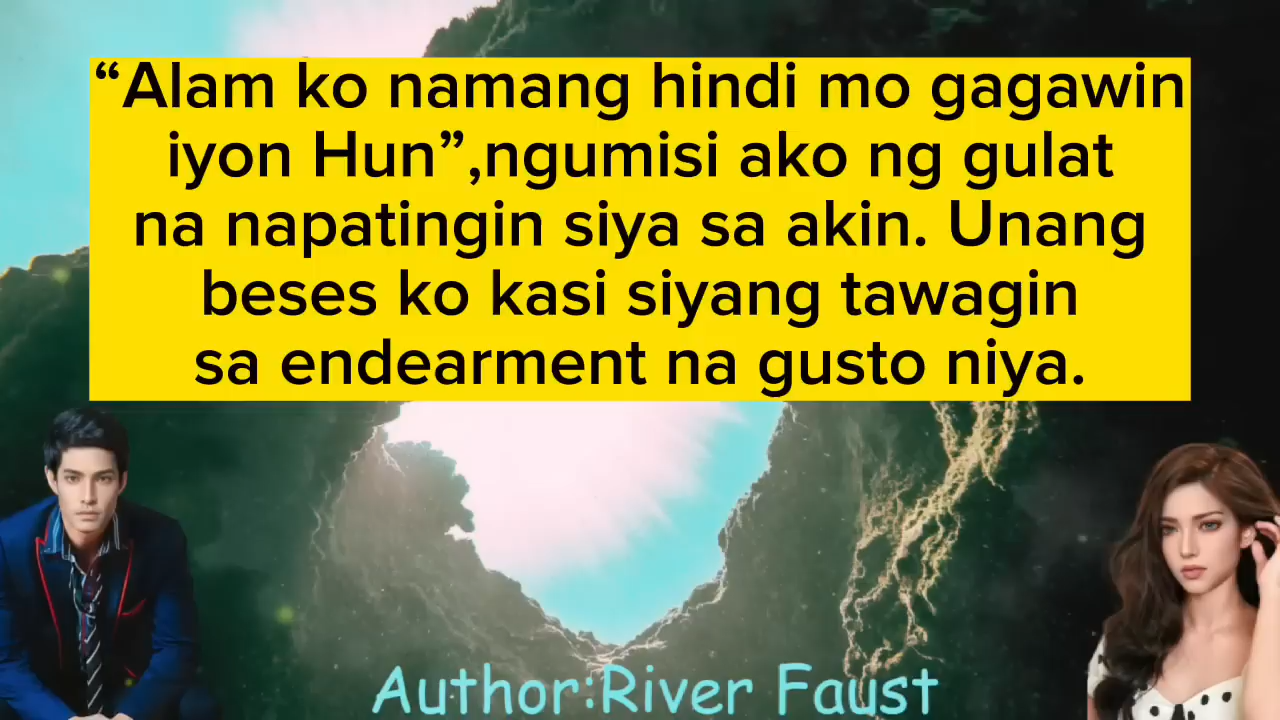 “Alam ko namang hindi mo gagawin
iyon Hun”,ngumisi ako ng gulat
na napatingin siya sa akin. Unang
beses ko kasi siyang tawagin
sa endearment na gusto niya.
Author:River Faust